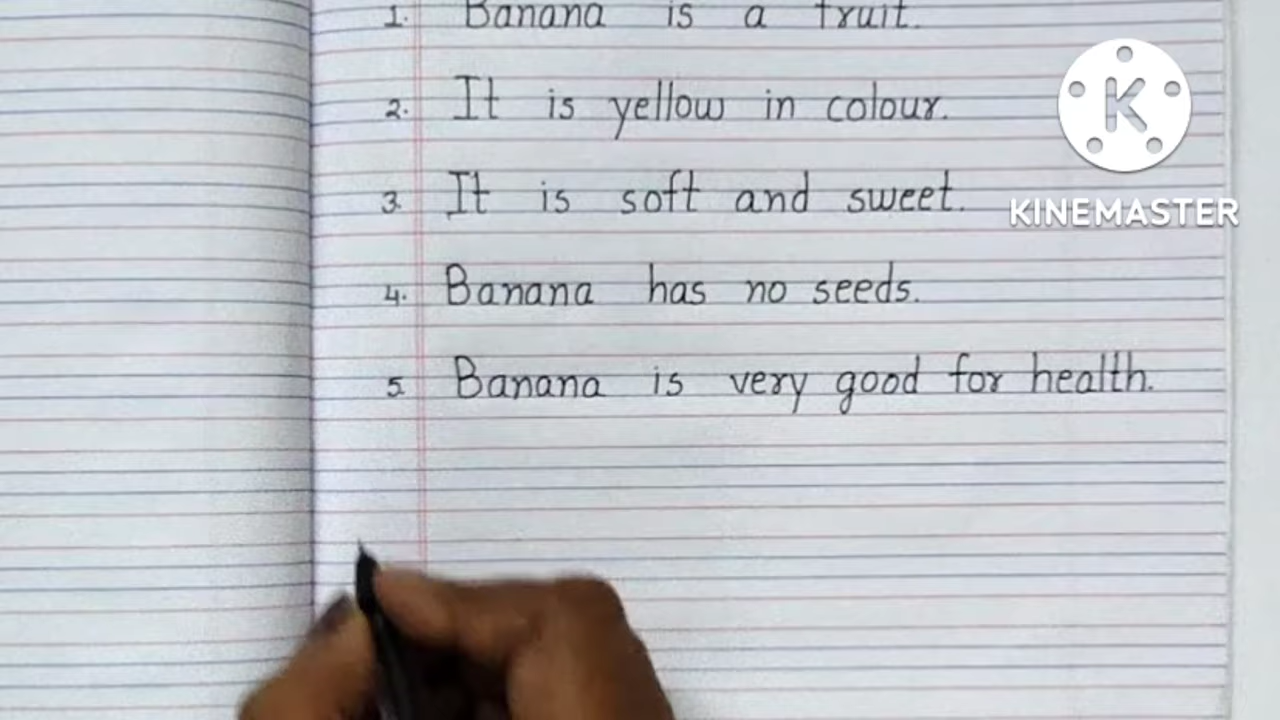 1. Banana is a fruit.
2. It is yellow in colour.
3. It is soft and sweet.
4. Banana has no seeds.
5. Banana is very good for health.
KINEMASTER